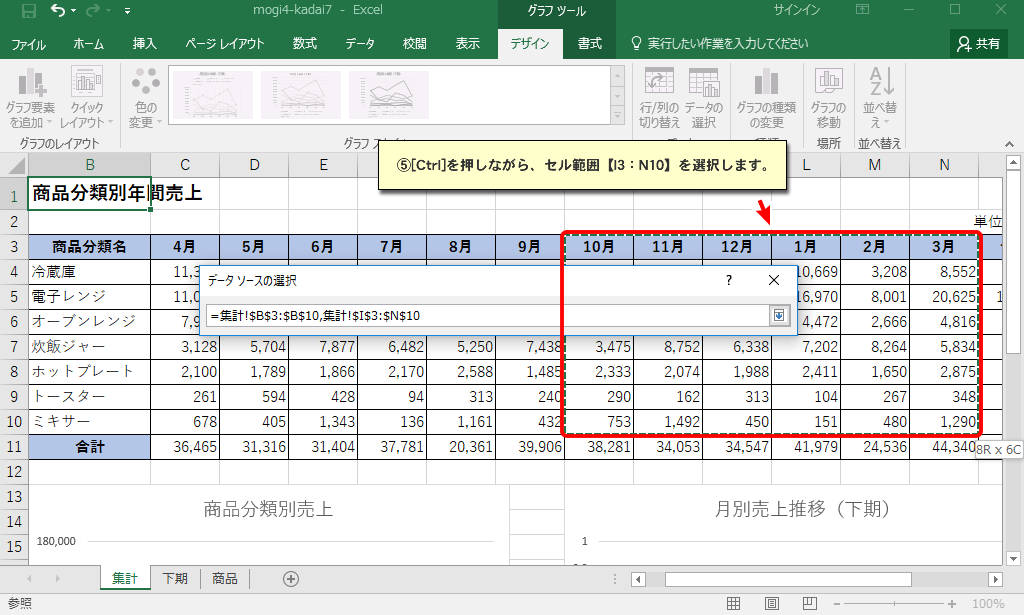 mogi4-kadai7 - Excel
グラフ ツール
サインイン
ファイル ホーム 挿入 ページ レイアウト 数式 データ 校閲 表示 デザイン 書式 実行したい作業を入力してください 共有
グラフ要素を追加 クイックレイアウト 色の変更 行/列の切り替え データの選択 グラフの種類の変更 グラフの移動 並べ替え
グラフのレイアウト 場所 並べ替え
⑤[Ctrl]を押しながら、セル範囲【I3：N10】を選択します。
B C D E F G H L M N
1 商品分類別年間売上
2 単位
3 商品分類名 4月 5月 6月 7月 8月 9月 10月 11月 12月 1月 2月 3月
4 冷蔵庫 11,3 10,669 3,208 8,552
データ ソースの選択 ?
5 電子レンジ 11,0 16,970 8,001 20,625 1
=集計!$B$3:$B$10,集計!$I$3:$N$10
6 オーブンレンジ 7,9 4,472 2,666 4,816
7 炊飯ジャー 3,128 5,704 7,877 6,482 5,250 7,438 3,475 8,752 6,338 7,202 8,264 5,834
8 ホットプレート 2,100 1,789 1,866 2,170 2,588 1,485 2,333 2,074 1,988 2,411 1,650 2,875
9 トースター 261 594 428 94 313 240 290 162 313 104 267 348
10 ミキサー 678 405 1,343 136 1,161 432 753 1,492 450 151 480 1,290
11 合計 36,465 31,316 31,404 37,781 20,361 39,906 38,281 34,053 34,547 41,979 24,536 44,340
8R x 6C
12
13 商品分類別売上 月別売上推移（下期）
14
15 180,000 1
集計 下期 商品
参照 100%